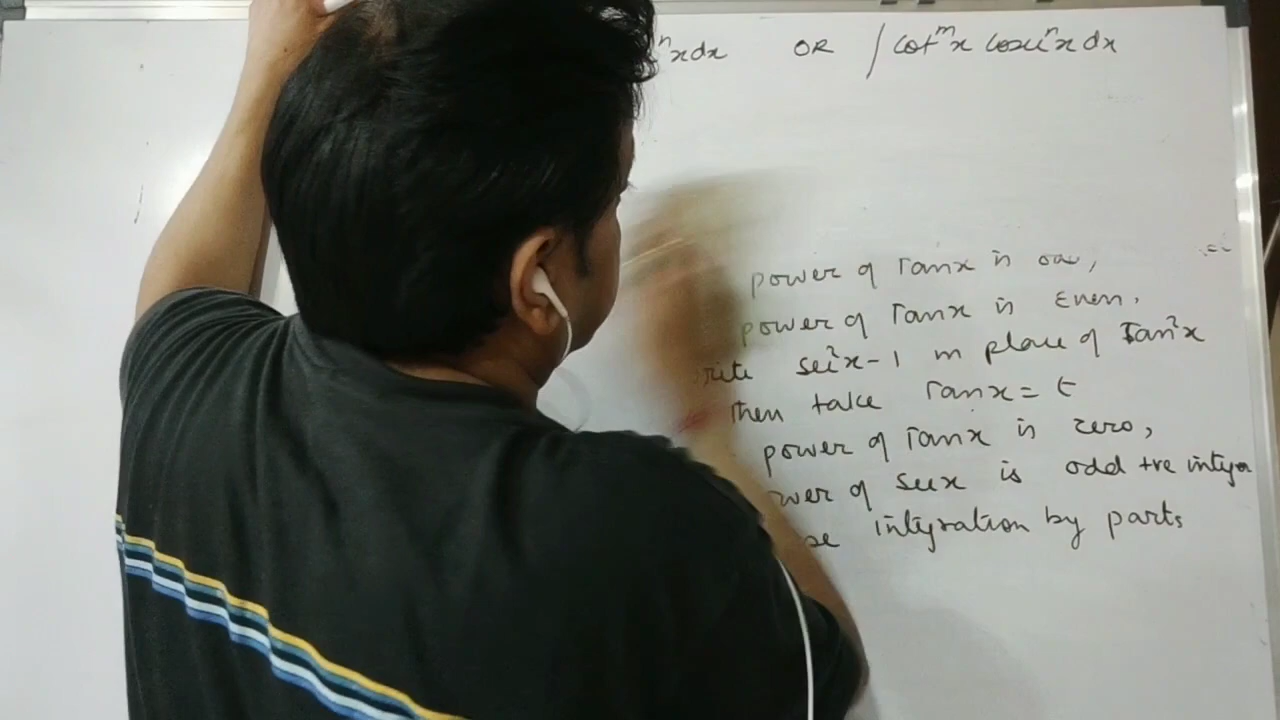 ⁿx dx OR ∫ cotᵐx cosecⁿx dx
power of Tanx is
power of Tanx is Even.
rite sec²x-1 in place of Tan²x
Then take Tanx = t
power of Tanx is zero,
ower of secx is odd +ve integer
se integration by parts